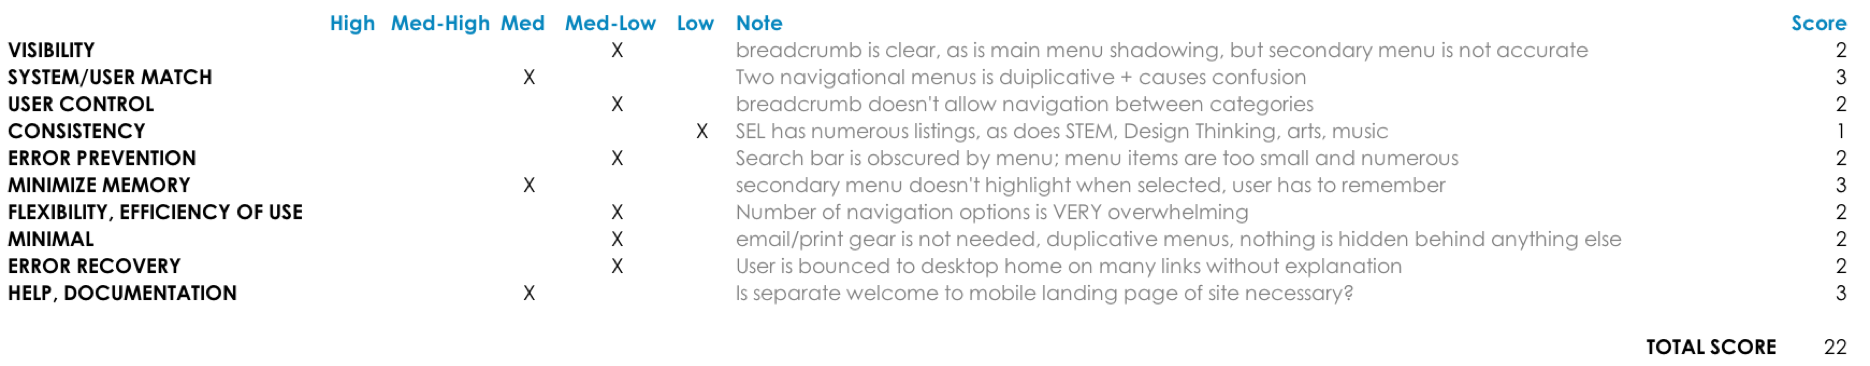 High Med-High Med Med-Low Low Note Score
VISIBILITY X breadcrumb is clear, as is main menu shadowing, but secondary menu is not accurate 2
SYSTEM/USER MATCH X Two navigational menus is duiplicative + causes confusion 3
USER CONTROL X breadcrumb doesn't allow navigation between categories 2
CONSISTENCY X SEL has numerous listings, as does STEM, Design Thinking, arts, music 1
ERROR PREVENTION X Search bar is obscured by menu; menu items are too small and numerous 2
MINIMIZE MEMORY X secondary menu doesn't highlight when selected, user has to remember 3
FLEXIBILITY, EFFICIENCY OF USE X Number of navigation options is VERY overwhelming 2
MINIMAL X email/print gear is not needed, duplicative menus, nothing is hidden behind anything else 2
ERROR RECOVERY X User is bounced to desktop home on many links without explanation 2
HELP, DOCUMENTATION X Is separate welcome to mobile landing page of site necessary? 3
TOTAL SCORE 22